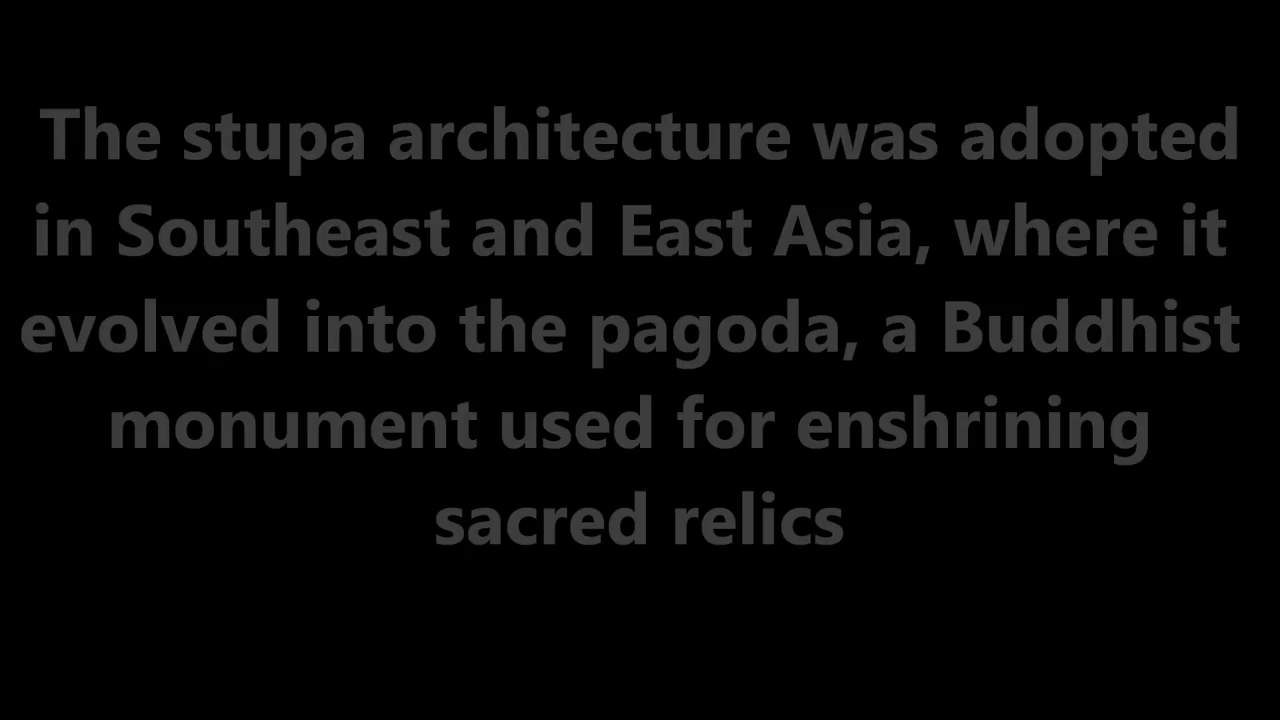 The stupa architecture was adopted
in Southeast and East Asia, where it
evolved into the pagoda, a Buddhist
monument used for enshrining
sacred relics